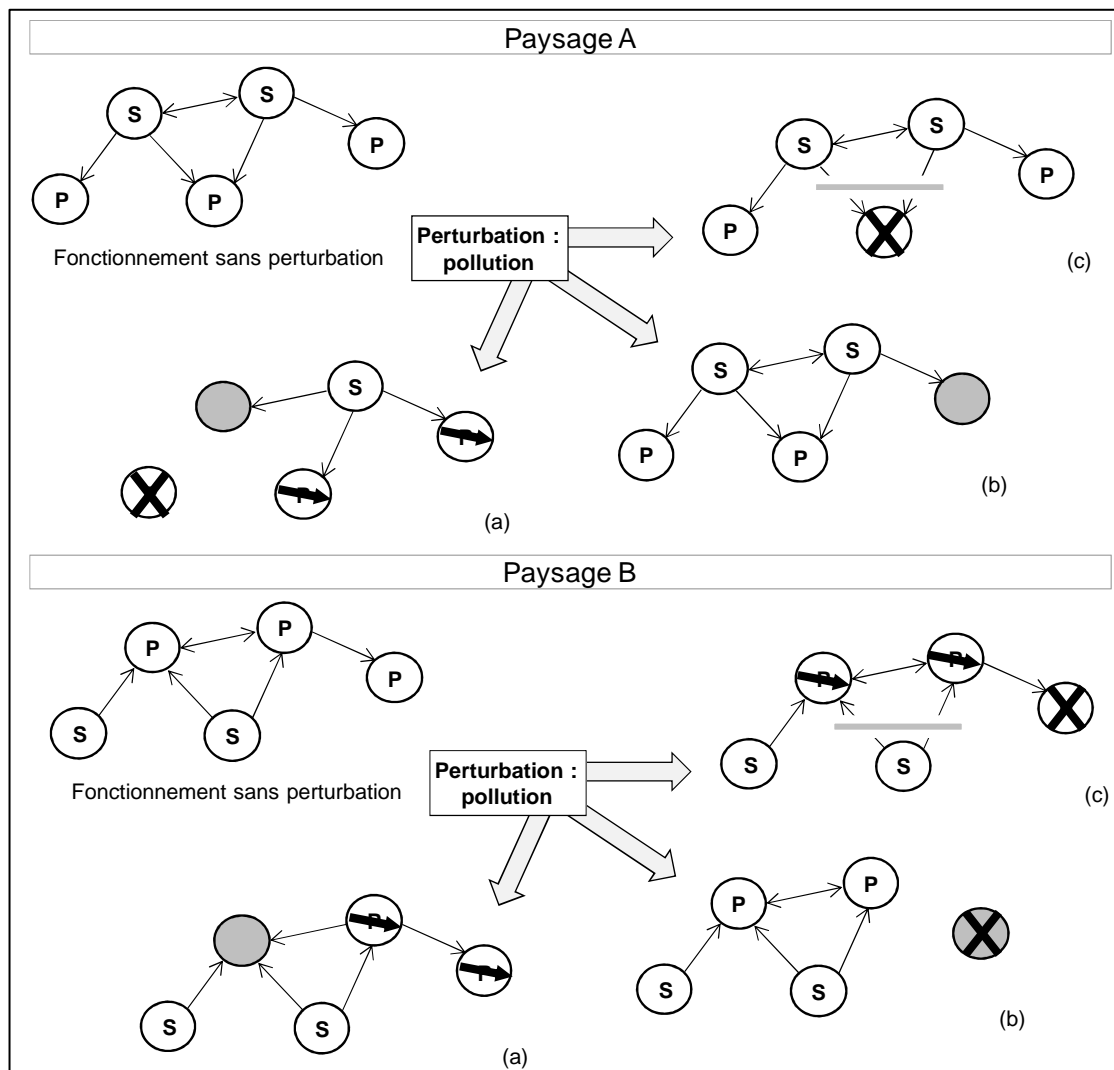 Paysage A
S
S
P
P
P
Fonctionnement sans perturbation
Perturbation :
pollution
S
S
P
P
(c)
S
P
P
(a)
S
S
P
P
(b)
Paysage B
P
P
P
S
S
Fonctionnement sans perturbation
Perturbation :
pollution
P
P
S
S
(c)
P
P
S
S
(a)
P
P
S
S
(b)